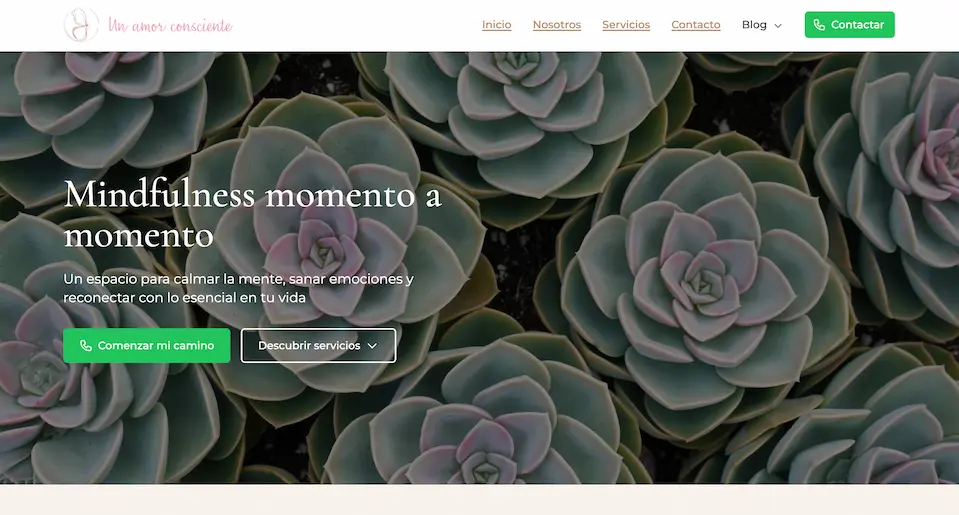 Un amor consciente
Inicio
Nosotros
Servicios
Contacto
Blog
Contactar
Mindfulness momento a
momento
Un espacio para calmar la mente, sanar emociones y
reconectar con lo esencial en tu vida
Comenzar mi camino
Descubrir servicios